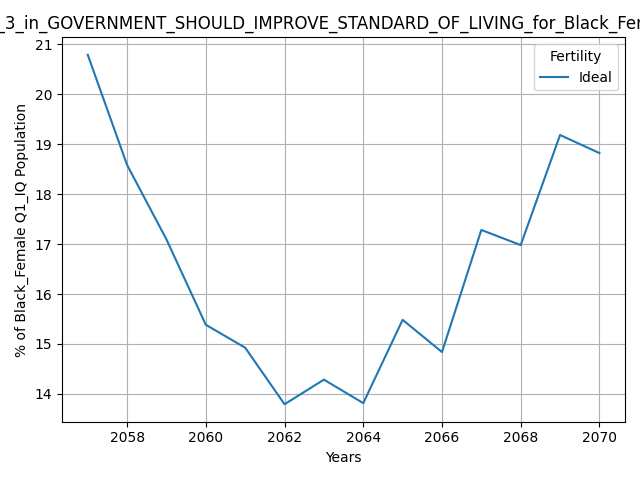 _3_in_GOVERNMENT_SHOULD_IMPROVE_STANDARD_OF_LIVING_for_Black_Fe
Fertility
Ideal
% of Black_Female Q1_IQ Population
21
20
19
18
17
16
15
14
2058 2060 2062 2064 2066 2068 2070
Years